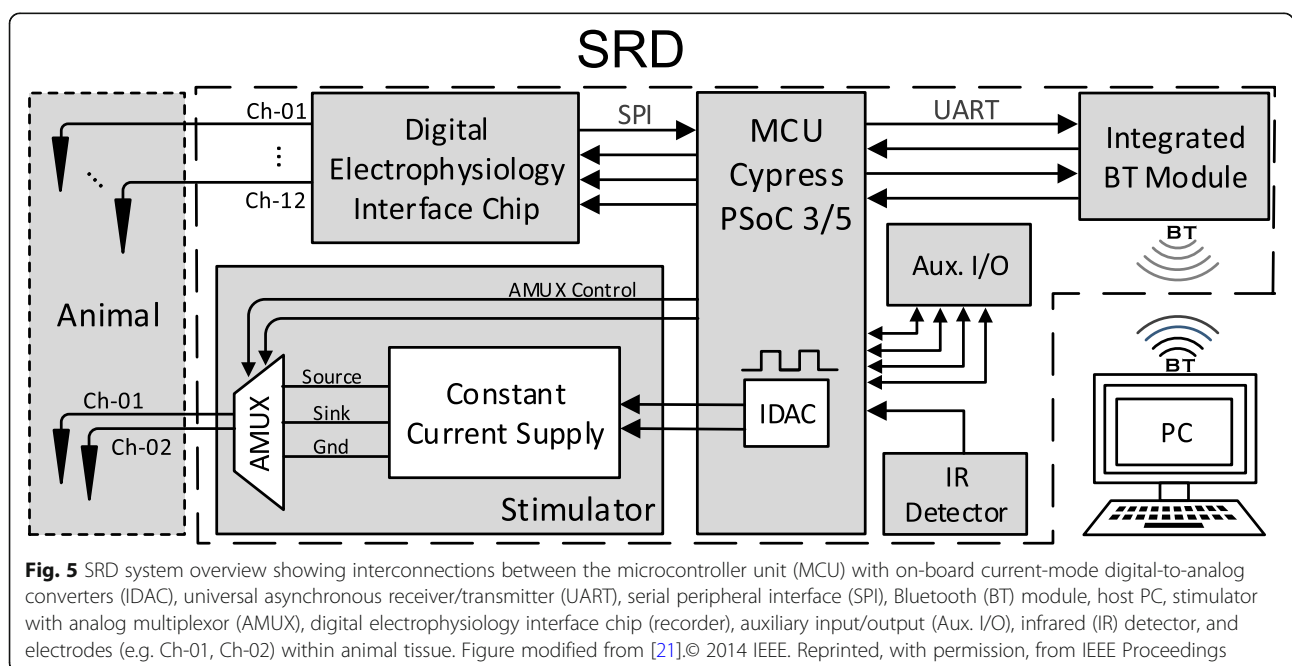 SRD
Ch-01
⋮
Ch-12
Digital
Electrophysiology
Interface Chip
SPI
MCU
Cypress
PSoC 3/5
UART
Integrated
BT Module
BT
Aux. I/O
Animal
AMUX Control
Source
Sink
Gnd
AMUX
Constant
Current Supply
IDAC
Ch-01
Ch-02
Stimulator
IR
Detector
BT
PC
Fig. 5 SRD system overview showing interconnections between the microcontroller unit (MCU) with on-board current-mode digital-to-analog
converters (IDAC), universal asynchronous receiver/transmitter (UART), serial peripheral interface (SPI), Bluetooth (BT) module, host PC, stimulator
with analog multiplexor (AMUX), digital electrophysiology interface chip (recorder), auxiliary input/output (Aux. I/O), infrared (IR) detector, and
electrodes (e.g. Ch-01, Ch-02) within animal tissue. Figure modified from [21].© 2014 IEEE. Reprinted, with permission, from IEEE Proceedings